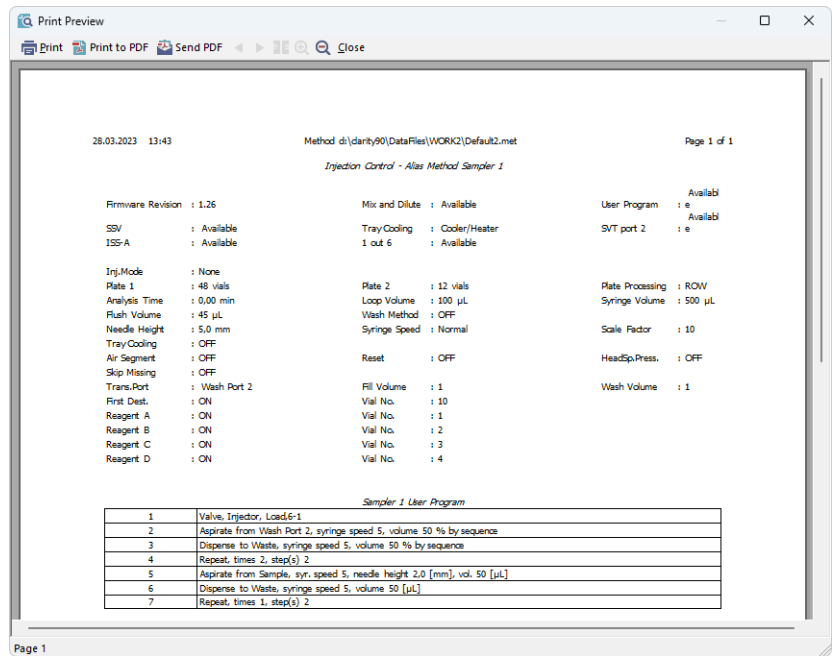 Print Preview
Print Print to PDF Send PDF Close
28.03.2023 13:43 Method d:\clarity90\DataFiles\WORK2\Default2.met Page 1 of 1
Injection Control - Alias Method Sampler 1
Availabl
Firmware Revision : 1.26 Mix and Dilute : Available User Program : e
Availabl
SSV : Available Tray Cooling : Cooler/Heater SVT port 2 : e
ISS-A : Available 1 out 6 : Available
Inj.Mode : None
Plate 1 : 48 vials Plate 2 : 12 vials Plate Processing : ROW
Analysis Time : 0,00 min Loop Volume : 100 µL Syringe Volume : 500 µL
Flush Volume : 45 µL Wash Method : OFF
Needle Height : 5,0 mm Syringe Speed : Normal Scale Factor : 10
Tray Cooling : OFF
Air Segment : OFF Reset : OFF HeadSp.Press. : OFF
Skip Missing : OFF
Trans.Port : Wash Port 2 Fill Volume : 1 Wash Volume : 1
First Dest. : ON Vial No. : 10
Reagent A : ON Vial No. : 1
Reagent B : ON Vial No. : 2
Reagent C : ON Vial No. : 3
Reagent D : ON Vial No. : 4
Sampler 1 User Program
1 Valve, Injector, Load,6-1
2 Aspirate from Wash Port 2, syringe speed 5, volume 50 % by sequence
3 Dispense to Waste, syringe speed 5, volume 50 % by sequence
4 Repeat, times 2, step(s) 2
5 Aspirate from Sample, syr. speed 5, needle height 2,0 [mm], vol. 50 [µL]
6 Dispense to Waste, syringe speed 5, volume 50 [µL]
7 Repeat, times 1, step(s) 2
Page 1